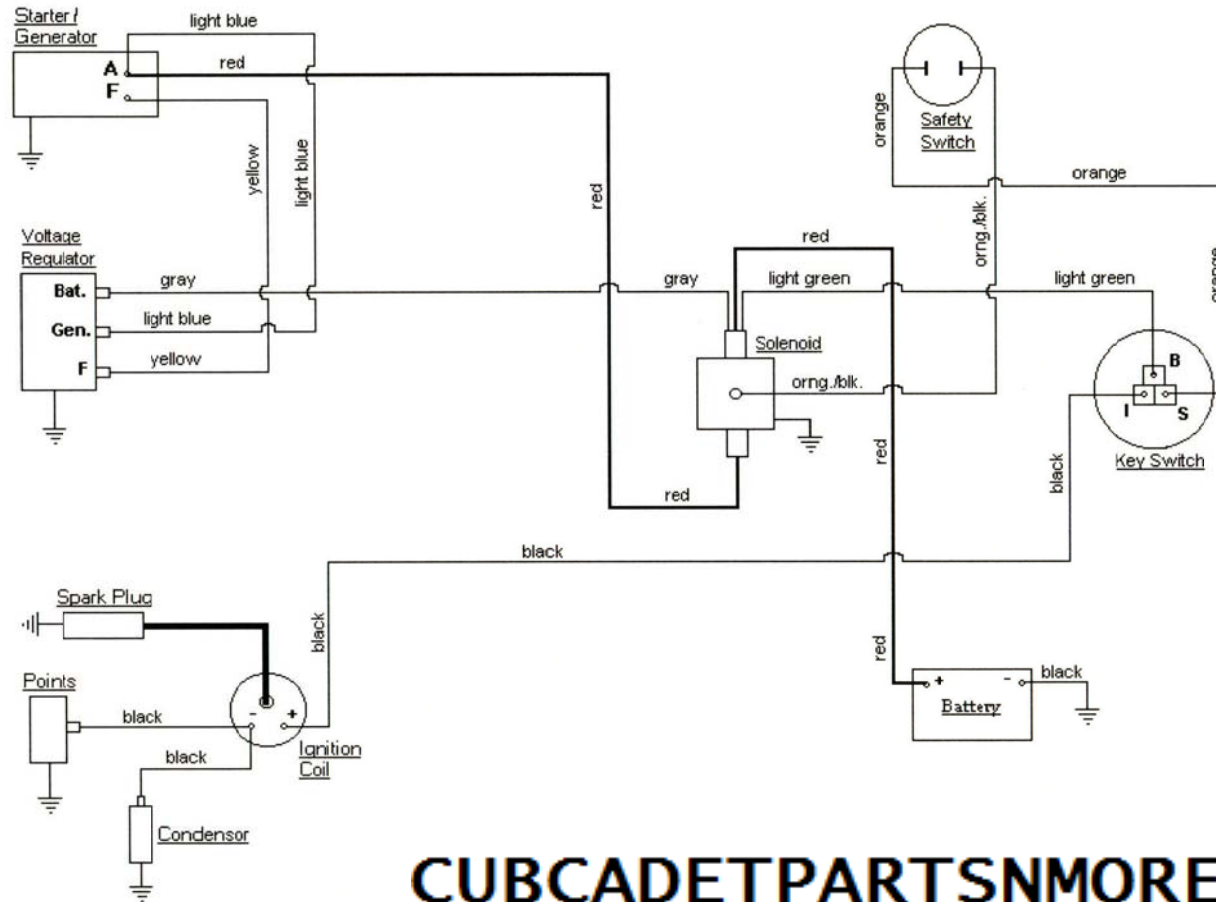 Starter/
Generator
light blue
red
A
F
yellow
light blue
red
orange
Safety
Switch
orange
orng./blk.
orange
Voltage
Regulator
Bat.
gray
gray
red
light green
light green
Gen.
light blue
F
yellow
Solenoid
orng./blk.
B
I
S
Key Switch
red
red
black
black
Spark Plug
black
Points
black
-
+
Ignition
Coil
black
Condensor
red
+
-
black
Battery
CUBCADETPARTSNMORE